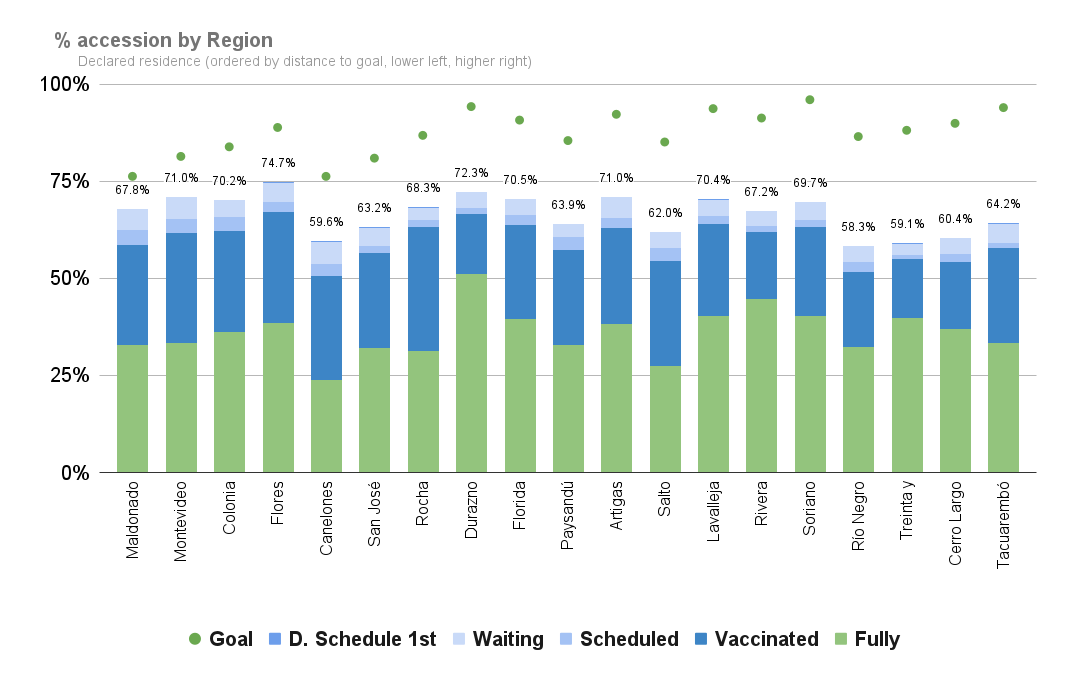 % accession by Region
Declared residence (ordered by distance to goal, lower left, higher right)
100%
75%
50%
25%
0%
67.8%
71.0%
70.2%
74.7%
59.6%
63.2%
68.3%
72.3%
70.5%
63.9%
71.0%
62.0%
70.4%
67.2%
69.7%
58.3%
59.1%
60.4%
64.2%
Maldonado
Montevideo
Colonia
Flores
Canelones
San José
Rocha
Durazno
Florida
Paysandú
Artigas
Salto
Lavalleja
Rivera
Soriano
Río Negro
Treinta y
Cerro Largo
Tacuarembó
Goal
D. Schedule 1st
Waiting
Scheduled
Vaccinated
Fully